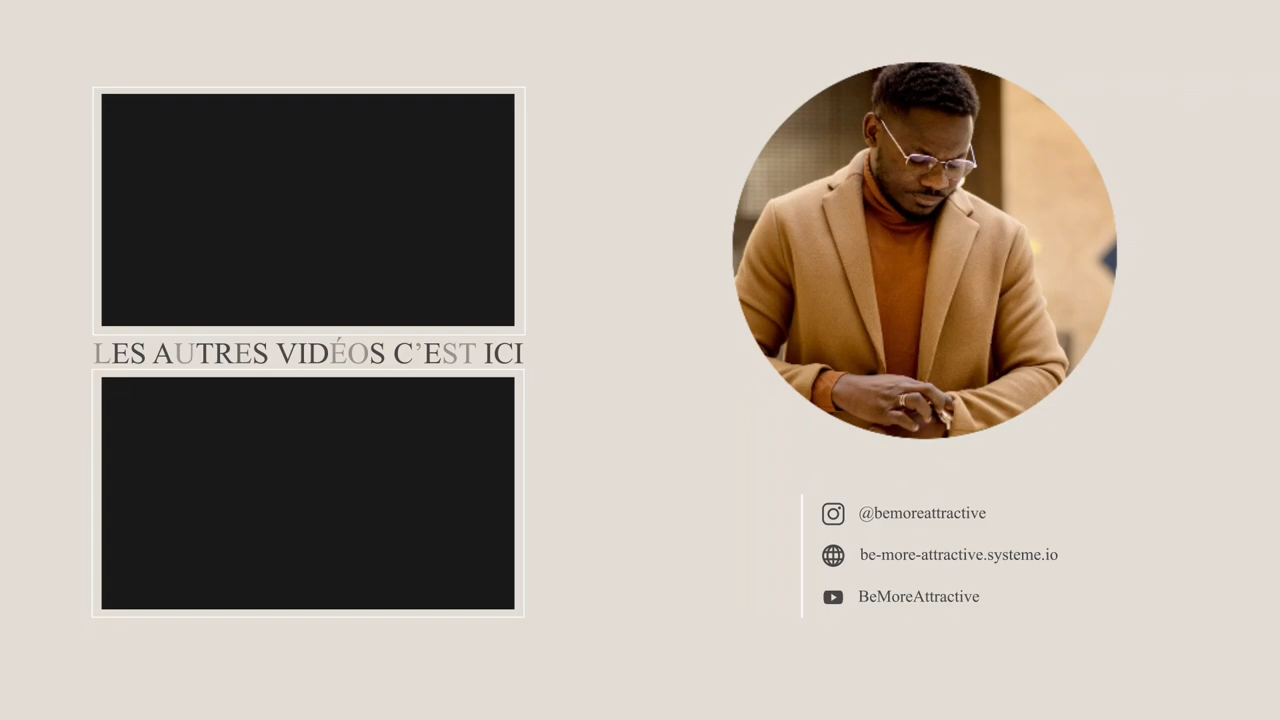 LES AUTRES VIDÉOS C’EST ICI
@bemoreattractive
be-more-attractive.systeme.io
BeMoreAttractive